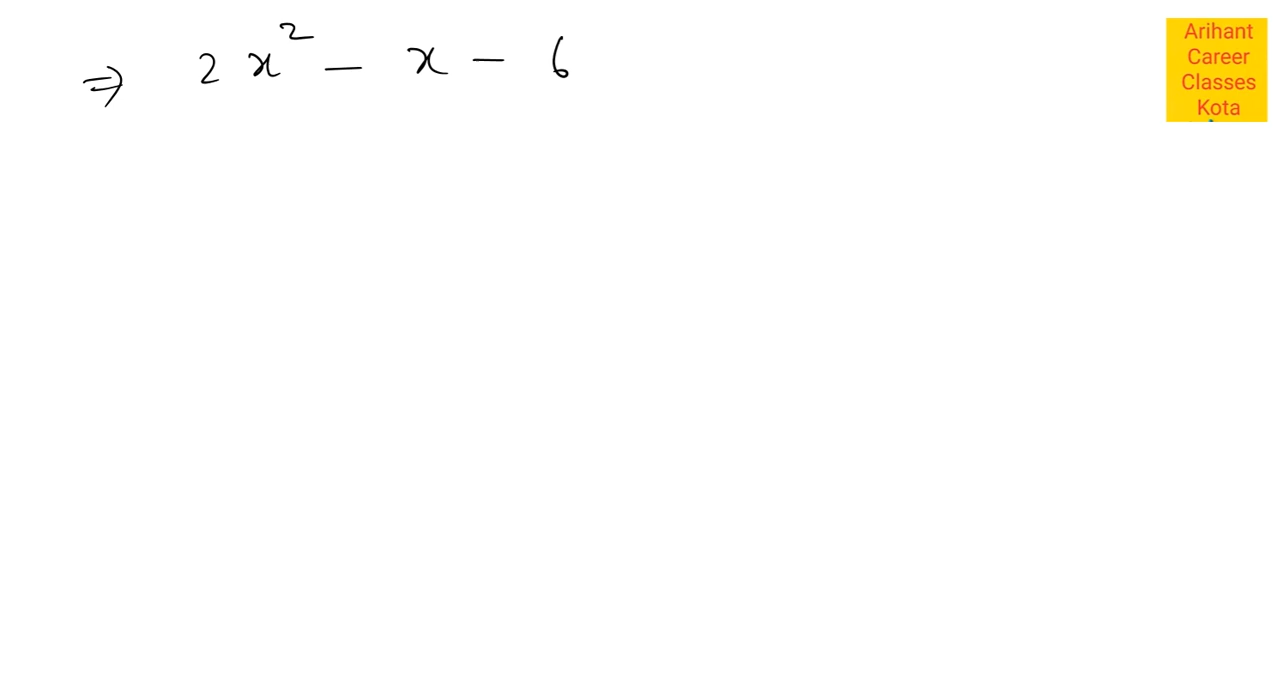 ⇒ 2x² - x - 6
Arihant
Career
Classes
Kota